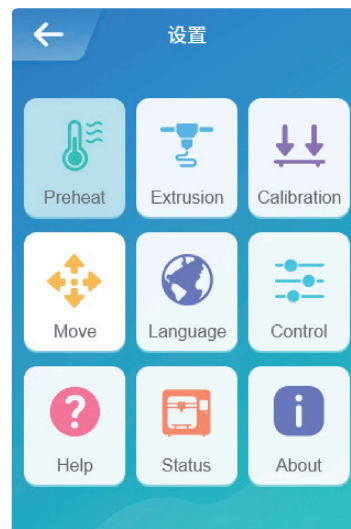 设置
Preheat
Extrusion
Calibration
Move
Language
Control
Help
Status
About